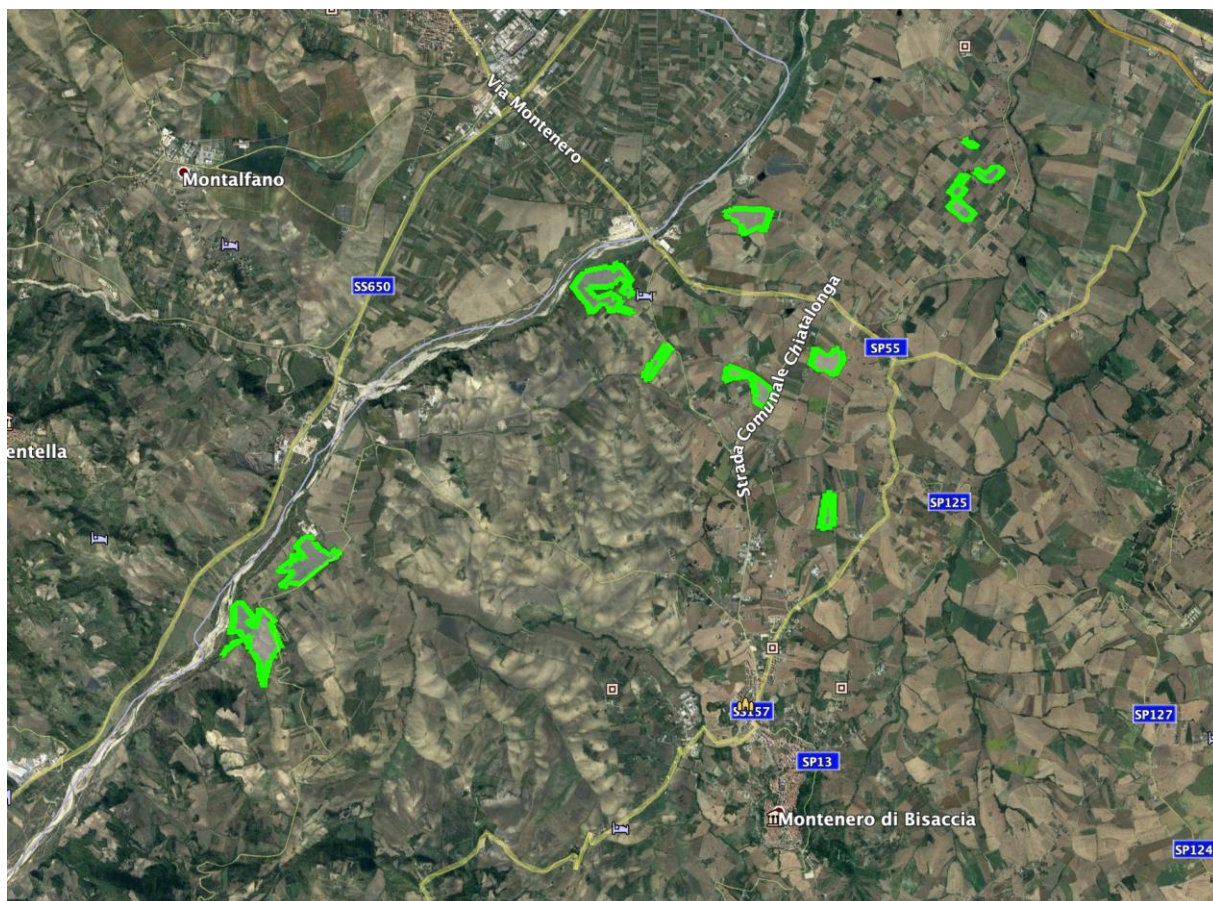 Via Montenero
Montalfano
SS650
Strada Comunale Chiatalonga
SP55
entella
SP125
SS157
SP127
SP13
Montenero di Bisaccia
SP124